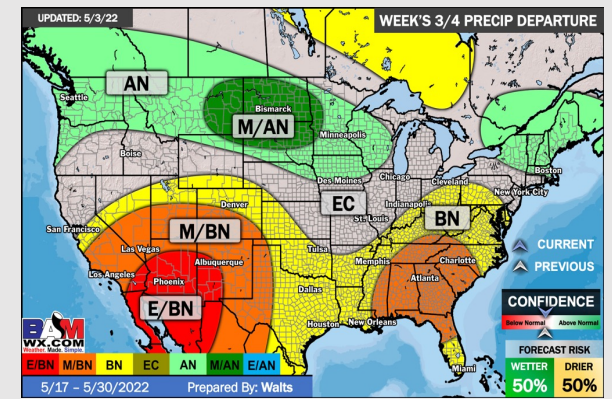 UPDATED: 5/3/22
WEEK'S 3/4 PRECIP DEPARTURE
AN
Seattle
Bismarck
M/AN
Minneapolis
Boise
Boston
Des Moines
Chicago
Cleveland
New York City
EC
Denver
Indianapolis
St. Louis
BN
San Francisco
M/BN
Las Vegas
Tulsa
CURRENT
Albuquerque
Memphis
Charlotte
PREVIOUS
Los Angeles
Phoenix
Atlanta
Dallas
E/BN
CONFIDENCE
Houston
New Orleans
Below Normal
Above Normal
BAM
WX.COM
Weather. Made. Simple.
Miami
FORECAST RISK
E/BN M/BN BN EC AN M/AN E/AN
WETTER DRIER
50% 50%
5/17 – 5/30/2022 Prepared By: Walts